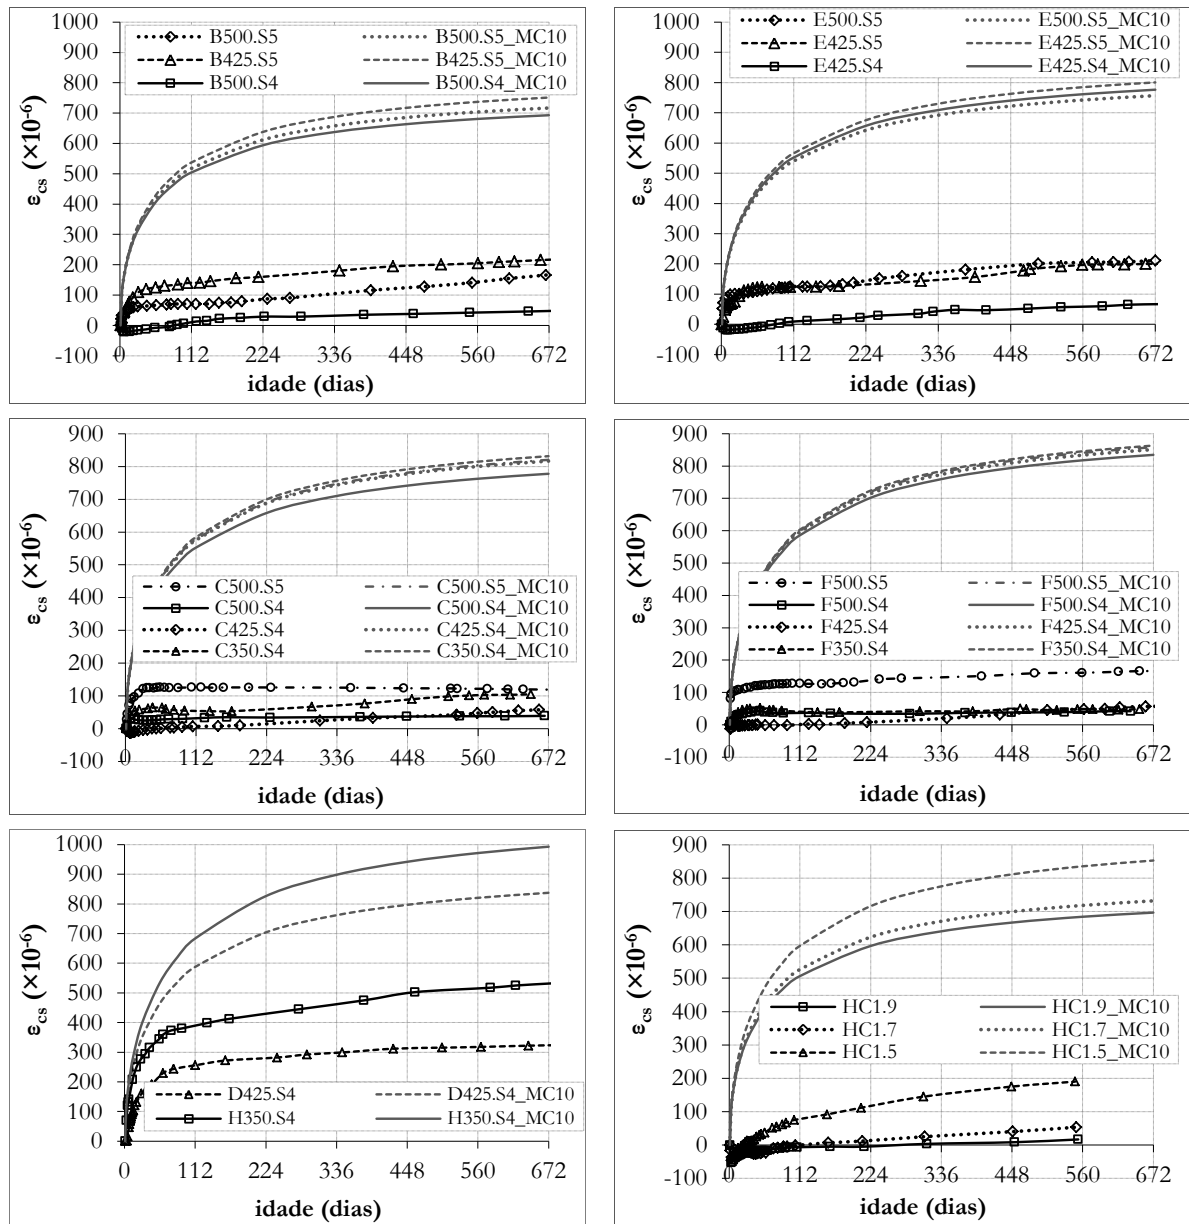 1000
900
800
700
600
500
400
300
200
100
0
-100
εcs (×10-6)
B500.S5 B500.S5_MC10
B425.S5 B425.S5_MC10
B500.S4 B500.S4_MC10
0 112 224 336 448 560 672
idade (dias)
1000
900
800
700
600
500
400
300
200
100
0
-100
εcs (×10-6)
E500.S5 E500.S5_MC10
E425.S5 E425.S5_MC10
E425.S4 E425.S4_MC10
0 112 224 336 448 560 672
idade (dias)
900
800
700
600
500
400
300
200
100
0
-100
εcs (×10-6)
C500.S5 C500.S5_MC10
C500.S4 C500.S4_MC10
C425.S4 C425.S4_MC10
C350.S4 C350.S4_MC10
0 112 224 336 448 560 672
idade (dias)
900
800
700
600
500
400
300
200
100
0
-100
εcs (×10-6)
F500.S5 F500.S5_MC10
F500.S4 F500.S4_MC10
F425.S4 F425.S4_MC10
F350.S4 F350.S4_MC10
0 112 224 336 448 560 672
idade (dias)
1000
900
800
700
600
500
400
300
200
100
0
εcs (×10-6)
D425.S4 D425.S4_MC10
H350.S4 H350.S4_MC10
0 112 224 336 448 560 672
idade (dias)
900
800
700
600
500
400
300
200
100
0
-100
εcs (×10-6)
HC1.9 HC1.9_MC10
HC1.7 HC1.7_MC10
HC1.5 HC1.5_MC10
0 112 224 336 448 560 672
idade (dias)